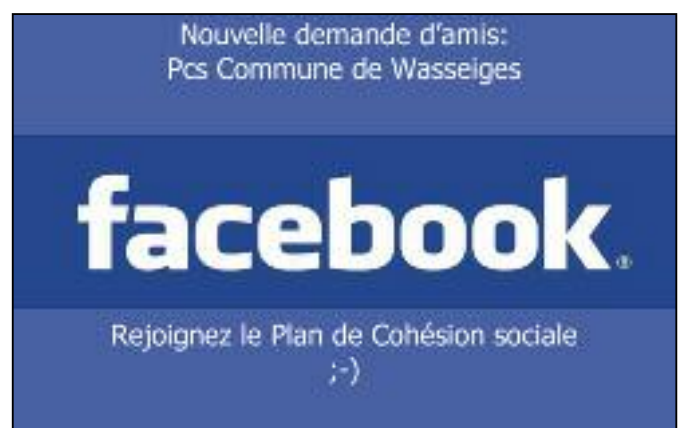 Nouvelle demande d'amis:
Pcs Commune de Wasseiges
facebook®
Rejoignez le Plan de Cohésion sociale
;-)